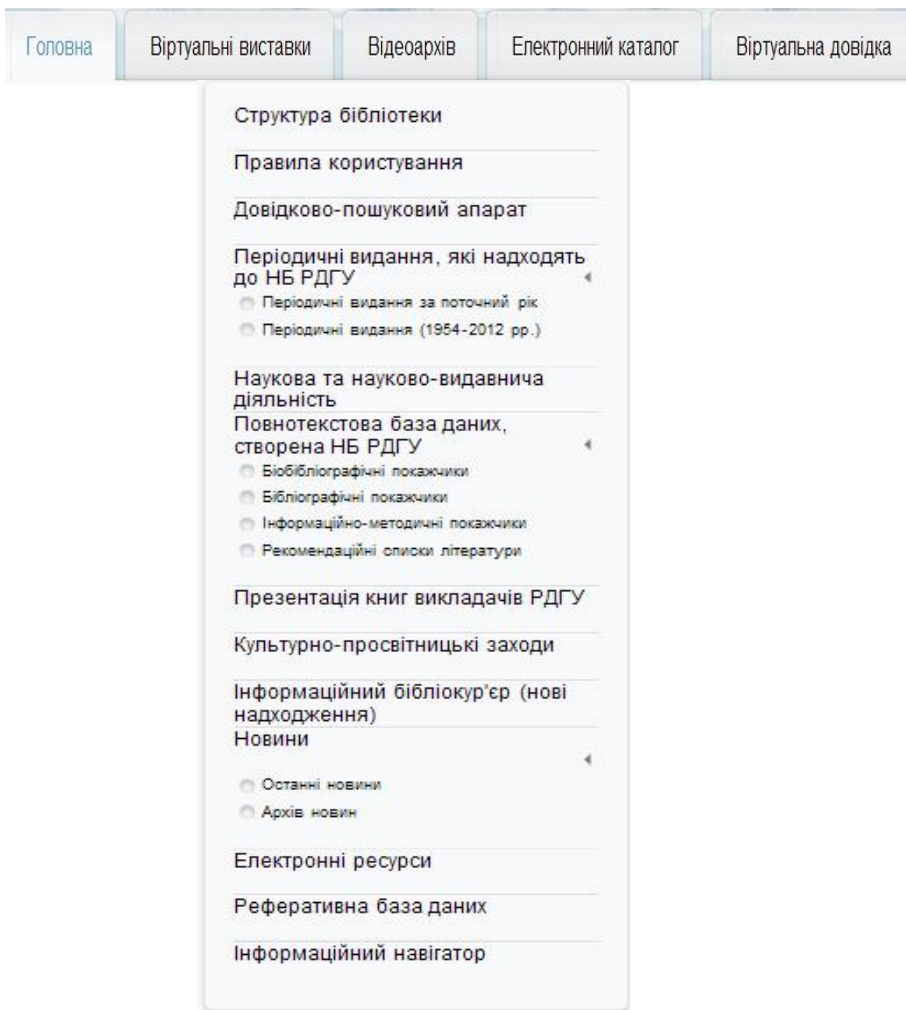 Головна
Віртуальні виставки
Відеоархів
Електронний каталог
Віртуальна довідка
Структура бібліотеки
Правила користування
Довідково-пошуковий апарат
Періодичні видання, які надходять
до НБ РДГУ
Періодичні видання за поточний рік
Періодичні видання (1954-2012 рр.)
Наукова та науково-видавнича
діяльність
Повнотекстова база даних,
створена НБ РДГУ
Біобібліографічні покажчики
Бібліографічні покажчики
Інформаційно-методичні покажчики
Рекомендаційні списки літератури
Презентація книг викладачів РДГУ
Культурно-просвітницькі заходи
Інформаційний бібліокур'єр (нові
надходження)
Новини
Останні новини
Архів новин
Електронні ресурси
Реферативна база даних
Інформаційний навігатор